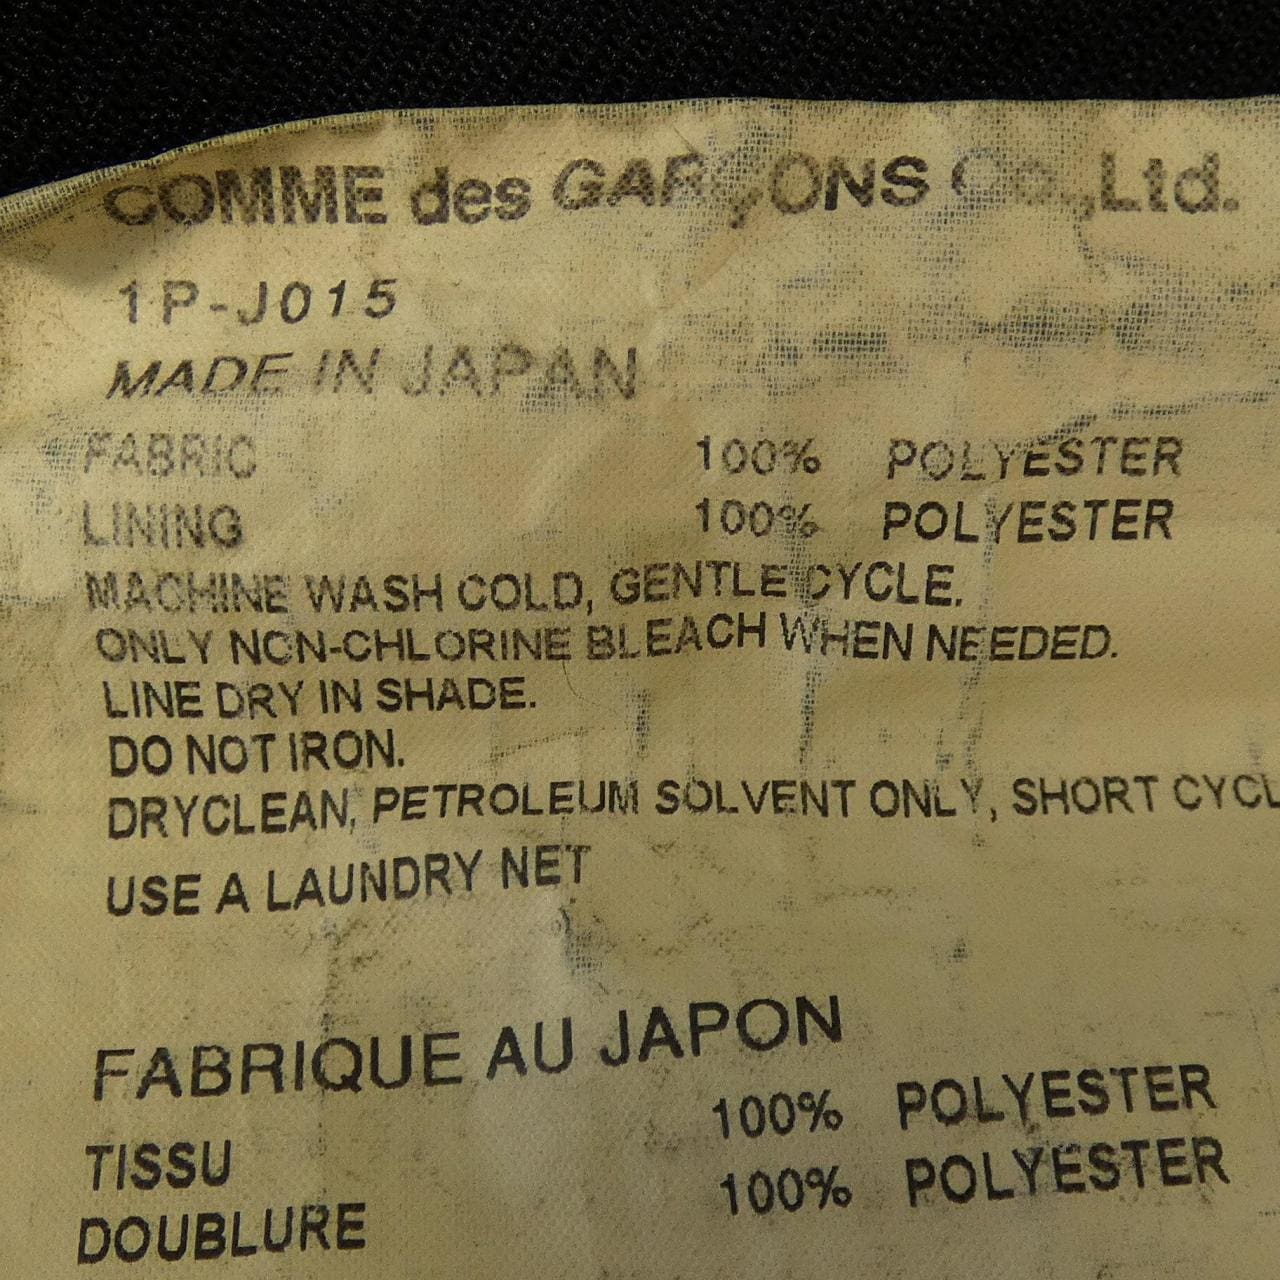 COMME des GARÇONS Co.,Ltd.
1P-J015
MADE IN JAPAN
FABRIC 100% POLYESTER
LINING 100% POLYESTER
MACHINE WASH COLD, GENTLE CYCLE.
ONLY NON-CHLORINE BLEACH WHEN NEEDED.
LINE DRY IN SHADE.
DO NOT IRON.
DRYCLEAN, PETROLEUM SOLVENT ONLY, SHORT CYCL
USE A LAUNDRY NET
FABRIQUE AU JAPON
TISSU 100% POLYESTER
DOUBLURE 100% POLYESTER